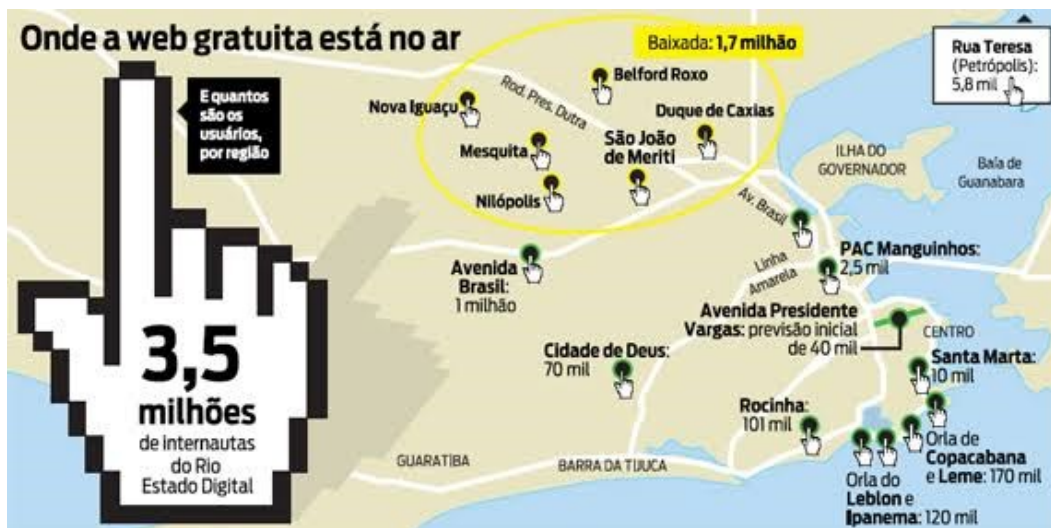 Onde a web gratuita está no ar
E quantos
são os
usuários,
por região
3,5
milhões
de internautas
do Rio
Estado Digital
Baixada: 1,7 milhão
Nova Iguaçu
Rod. Pres. Dutra
Belford Roxo
Duque de Caxias
Mesquita
São João
de Meriti
Nilópolis
Rua Teresa
(Petrópolis):
5,8 mil
ILHA DO
GOVERNADOR
Baía de
Guanabara
Av. Brasil
Avenida
Brasil:
1 milhão
Linha
Amarela
PAC Manguinhos:
2,5 mil
Avenida Presidente
Vargas: previsão inicial
de 40 mil
CENTRO
Cidade de Deus:
70 mil
Santa Marta:
10 mil
Rocinha:
101 mil
Orla de
Copacabana
e Leme: 170 mil
Orla do
Leblon e
Ipanema: 120 mil
GUARATIBA
BARRA DA TIJUCA